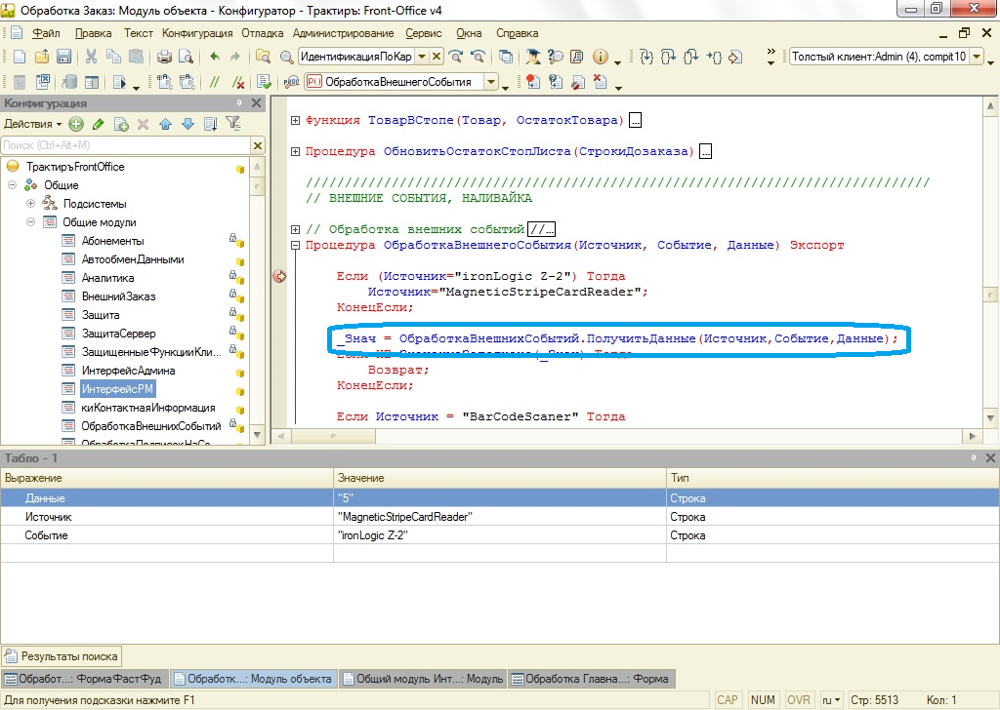 Обработка Заказ: Модуль объекта - Конфигуратор - Трактиръ: Front-Office v4
Файл Правка Текст Конфигурация Отладка Администрирование Сервис Окна Справка
ИдентификацияПоКар
Толстый клиент:Admin (4), compit10
ОбработкаВнешнегоСобытия
Конфигурация
Действия
Поиск (Ctrl+Alt+M)
ТрактиръFrontOffice
Общие
Подсистемы
Общие модули
Абонементы
АвтообменДанными
Аналитика
ВнешнийЗаказ
Защита
ЗащитаСервер
ЗащищенныеФункцииКли...
ИнтерфейсАдмина
ИнтерфейсРМ
киКонтактнаяИнформация
ОбработкаВнешнихСобытий
Функция ТоварВСтопе(Товар, ОстатокТовара) ...
Процедура ОбновитьОстатокСтопЛиста(СтрокиДозаказа) ...
////////////////////////////////////////////////////////////////////////////////
// ВНЕШНИЕ СОБЫТИЯ, НАЛИВАЙКА
// Обработка внешних событий //...
Процедура ОбработкаВнешнегоСобытия(Источник, Событие, Данные) Экспорт
Если (Источник="ironLogic Z-2") Тогда
Источник="MagneticStripeCardReader";
КонецЕсли;
_Знач = ОбработкаВнешнихСобытий.ПолучитьДанные(Источник,Событие,Данные);
Возврат;
КонецЕсли;
Если Источник = "BarCodeScaner" Тогда
Табло - 1
Выражение Значение Тип
Данные "5" Строка
Источник "MagneticStripeCardReader" Строка
Событие "ironLogic Z-2" Строка
Результаты поиска
Обработ...: ФормаФастФуд Обработк...: Модуль объекта Общий модуль Инт...: Модуль Обработка Главна...: Форма
Для получения подсказки нажмите F1 CAP NUM OVR ru Стр: 5513 Кол: 1